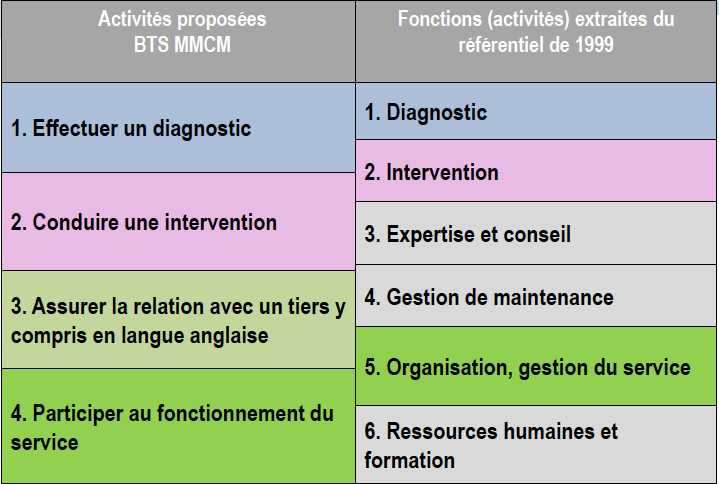 Activités proposées
BTS MMCM
Fonctions (activités) extraites du
référentiel de 1999
1. Effectuer un diagnostic
2. Conduire une intervention
3. Assurer la relation avec un tiers y
compris en langue anglaise
4. Participer au fonctionnement du
service
1. Diagnostic
2. Intervention
3. Expertise et conseil
4. Gestion de maintenance
5. Organisation, gestion du service
6. Ressources humaines et
formation